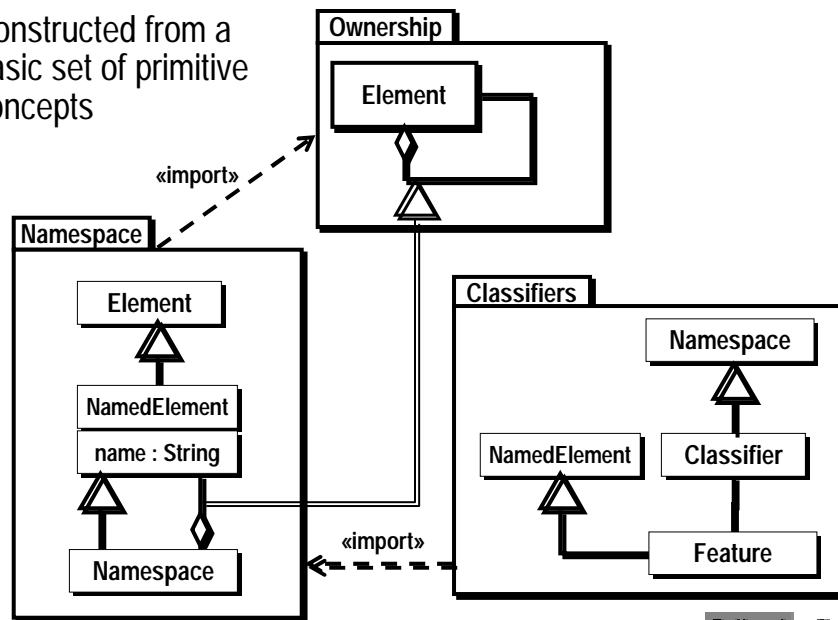 onstructed from a
asic set of primitive
oncepts
Ownership
Element
«import»
Namespace
Element
NamedElement
name : String
Namespace
Classifiers
Namespace
NamedElement
Classifier
Feature
«import»